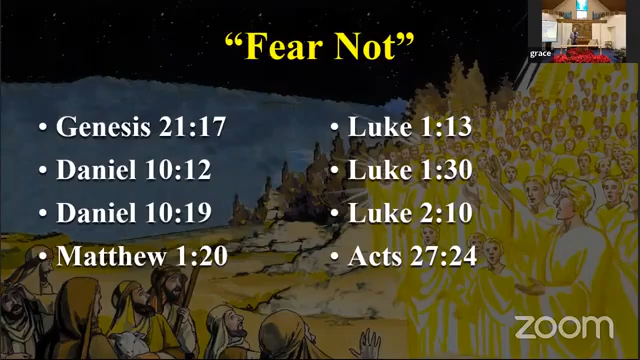 “Fear Not”
grace
• Genesis 21:17
• Daniel 10:12
• Daniel 10:19
• Matthew 1:20
• Luke 1:13
• Luke 1:30
• Luke 2:10
• Acts 27:24
zoom